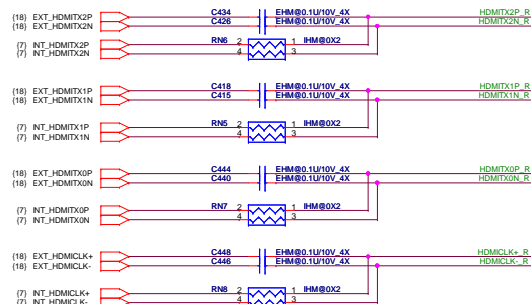 {18} EXT_HDMITX2P C434 EHM@0.1U/10V_4X HDMITX2P_R
{18} EXT_HDMITX2N C426 EHM@0.1U/10V_4X HDMITX2N_R
{7} INT_HDMITX2P RN6 2 1 IHM@0X2
{7} INT_HDMITX2N 4 3
{18} EXT_HDMITX1P C418 EHM@0.1U/10V_4X HDMITX1P_R
{18} EXT_HDMITX1N C415 EHM@0.1U/10V_4X HDMITX1N_R
{7} INT_HDMITX1P RN5 2 1 IHM@0X2
{7} INT_HDMITX1N 4 3
{18} EXT_HDMITX0P C444 EHM@0.1U/10V_4X HDMITX0P_R
{18} EXT_HDMITX0N C440 EHM@0.1U/10V_4X HDMITX0N_R
{7} INT_HDMITX0P RN7 2 1 IHM@0X2
{7} INT_HDMITX0N 4 3
{18} EXT_HDMICLK+ C448 EHM@0.1U/10V_4X HDMICLK+_R
{18} EXT_HDMICLK- C446 EHM@0.1U/10V_4X HDMICLK-_R
{7} INT_HDMICLK+ RN8 2 1 IHM@0X2
{7} INT_HDMICLK- 4 3